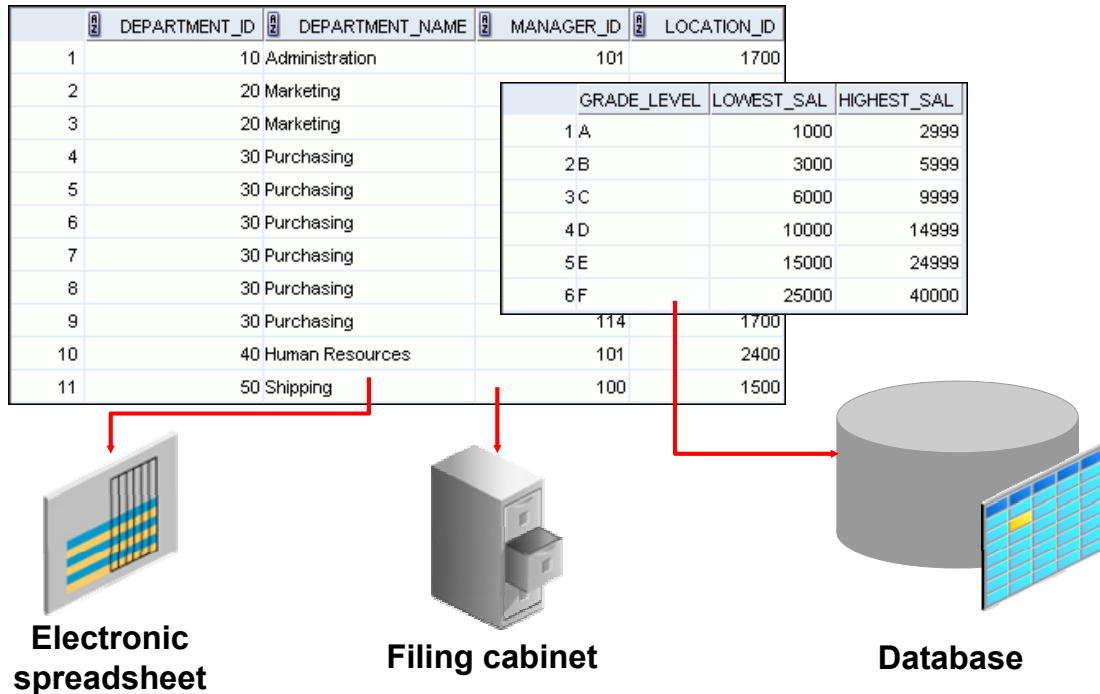 DEPARTMENT_ID DEPARTMENT_NAME MANAGER_ID LOCATION_ID
1 10 Administration 101 1700
2 20 Marketing
3 20 Marketing
4 30 Purchasing
5 30 Purchasing
6 30 Purchasing
7 30 Purchasing
8 30 Purchasing
9 30 Purchasing 114 1700
10 40 Human Resources 101 2400
11 50 Shipping 100 1500
GRADE_LEVEL LOWEST_SAL HIGHEST_SAL
1 A 1000 2999
2 B 3000 5999
3 C 6000 9999
4 D 10000 14999
5 E 15000 24999
6 F 25000 40000
Electronic
spreadsheet
Filing cabinet
Database